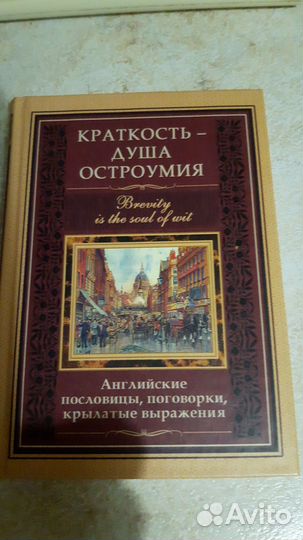 КРАТКОСТЬ –
ДУША
ОСТРОУМИЯ
Brevity
is the soul of wit
Английские
пословицы, поговорки,
крылатые выражения
Avito